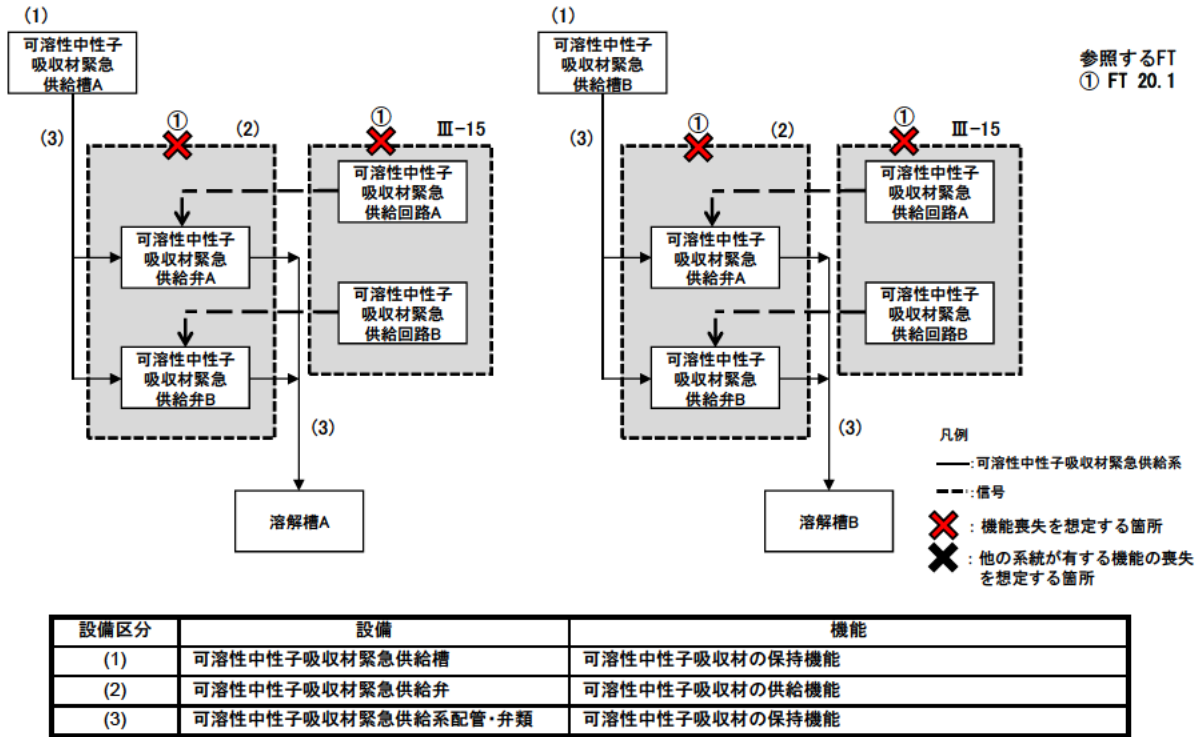 (1)
可溶性中性子
吸収材緊急
供給槽A
(3)
①
(2)
①
Ⅲ-15
可溶性中性子
吸収材緊急
供給回路A
可溶性中性子
吸収材緊急
供給弁A
可溶性中性子
吸収材緊急
供給回路B
可溶性中性子
吸収材緊急
供給弁B
(3)
溶解槽A
(1)
可溶性中性子
吸収材緊急
供給槽B
(3)
①
(2)
①
Ⅲ-15
可溶性中性子
吸収材緊急
供給回路A
可溶性中性子
吸収材緊急
供給弁A
可溶性中性子
吸収材緊急
供給回路B
可溶性中性子
吸収材緊急
供給弁B
(3)
溶解槽B
参照するFT
① FT 20.1
凡例
:可溶性中性子吸収材緊急供給系
:信号
：機能喪失を想定する箇所
：他の系統が有する機能の喪失
を想定する箇所
設備区分 設備 機能
(1) 可溶性中性子吸収材緊急供給槽 可溶性中性子吸収材の保持機能
(2) 可溶性中性子吸収材緊急供給弁 可溶性中性子吸収材の供給機能
(3) 可溶性中性子吸収材緊急供給系配管・弁類 可溶性中性子吸収材の保持機能